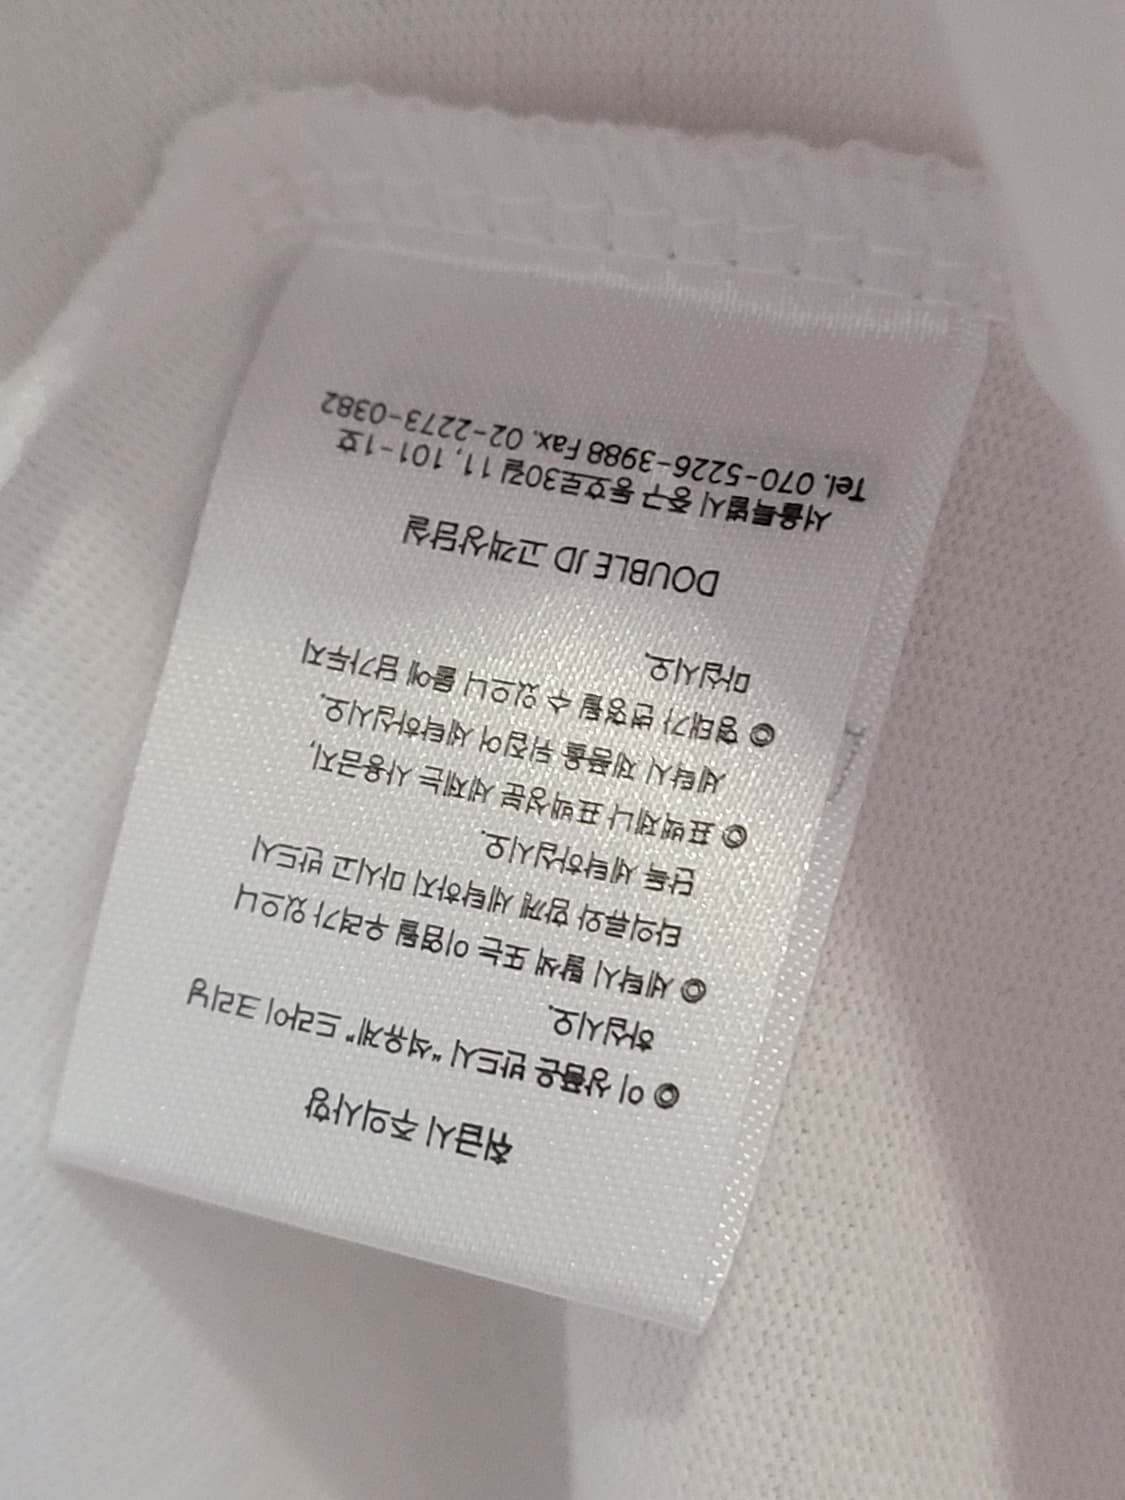 취급시 주의사항
◎ 이 상품은 반드시 "석유계" 드라이 크리닝
하십시오.
◎ 세탁시 탈색 또는 이염될 우려가 있으니
타의류와 함께 세탁하지 마시고 반드시
단독 세탁하십시오.
◎ 표백제나 표백성분 세제는 사용금지,
세탁시 제품을 뒤집어 세탁하십시오.
◎ 형태가 변형될 수 있으니 물에 담가두지
마십시오.
DOUBLE JD 고객상담실
서울특별시 중구 동호로30길 11, 101-1호
Tel. 070-5226-3988 Fax. 02-2273-0382